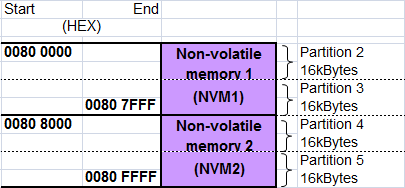 Start End
(HEX)
0080 0000 Non-volatile Partition 2
memory 1 16kBytes
(NVM1) Partition 3
0080 7FFF 16kBytes
0080 8000 Non-volatile Partition 4
memory 2 16kBytes
(NVM2) Partition 5
0080 FFFF 16kBytes